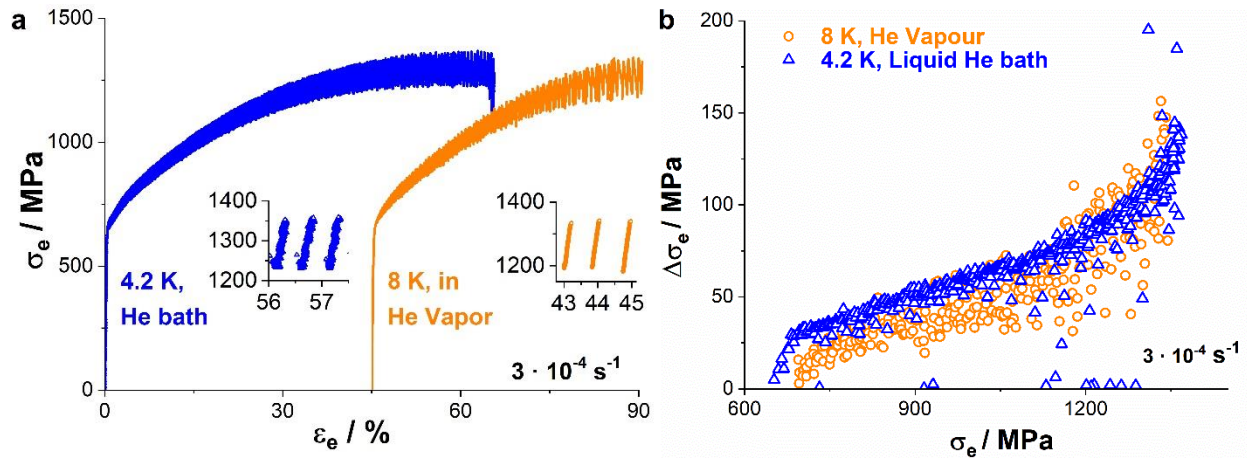 a
1500
1000
500
0
σe / MPa
0 30 60 90
εe / %
4.2 K,
He bath
8 K, in
He Vapor
3 · 10⁻⁴ s⁻¹
1400
1350
1300
1250
1200
56 57
1400
1300
1200
43 44 45
b
200
150
100
50
0
Δσe / MPa
600 900 1200
σe / MPa
8 K, He Vapour
4.2 K, Liquid He bath
3 · 10⁻⁴ s⁻¹